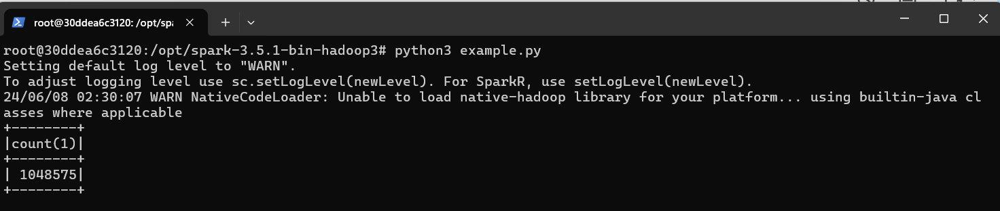 root@30ddea6c3120: /opt/spa
root@30ddea6c3120:/opt/spark-3.5.1-bin-hadoop3# python3 example.py
Setting default log level to "WARN".
To adjust logging level use sc.setLogLevel(newLevel). For SparkR, use setLogLevel(newLevel).
24/06/08 02:30:07 WARN NativeCodeLoader: Unable to load native-hadoop library for your platform... using builtin-java cl
asses where applicable
+--------+
|count(1)|
+--------+
| 1048575|
+--------+